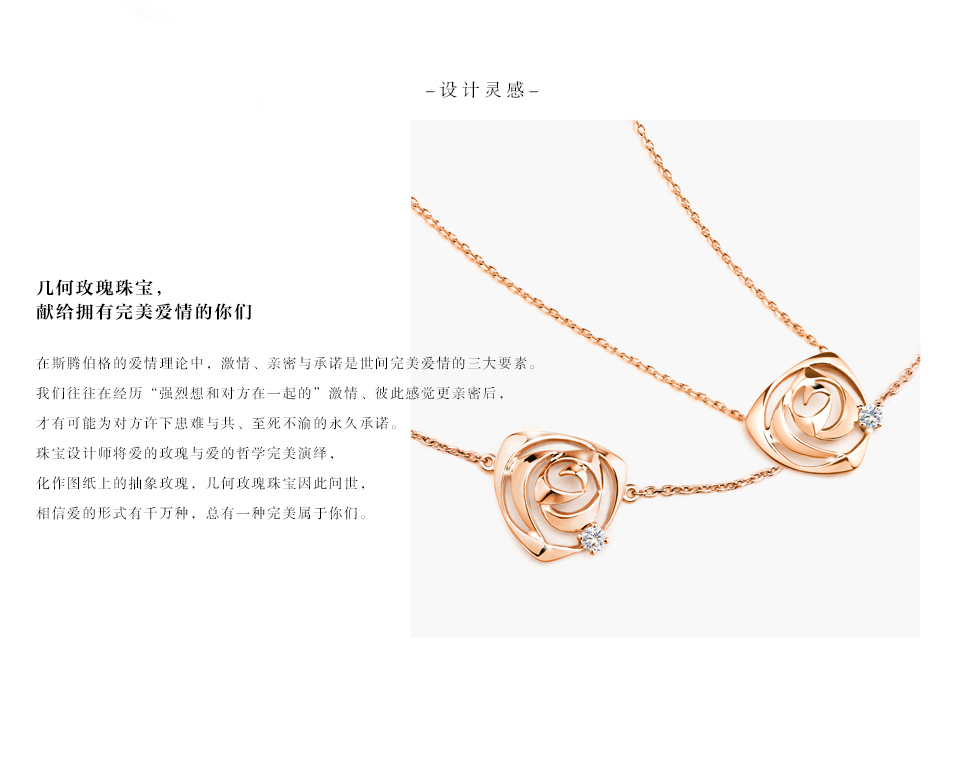 –设计灵感–
几何玫瑰珠宝，
献给拥有完美爱情的你们
在斯腾伯格的爱情理论中，激情、亲密与承诺是世间完美爱情的三大要素。
我们往往在经历“强烈想和对方在一起的”激情、彼此感觉更亲密后，
才有可能为对方许下患难与共、至死不渝的永久承诺。
珠宝设计师将爱的玫瑰与爱的哲学完美演绎，
化作图纸上的抽象玫瑰，几何玫瑰珠宝因此问世，
相信爱的形式有千万种，总有一种完美属于你们。